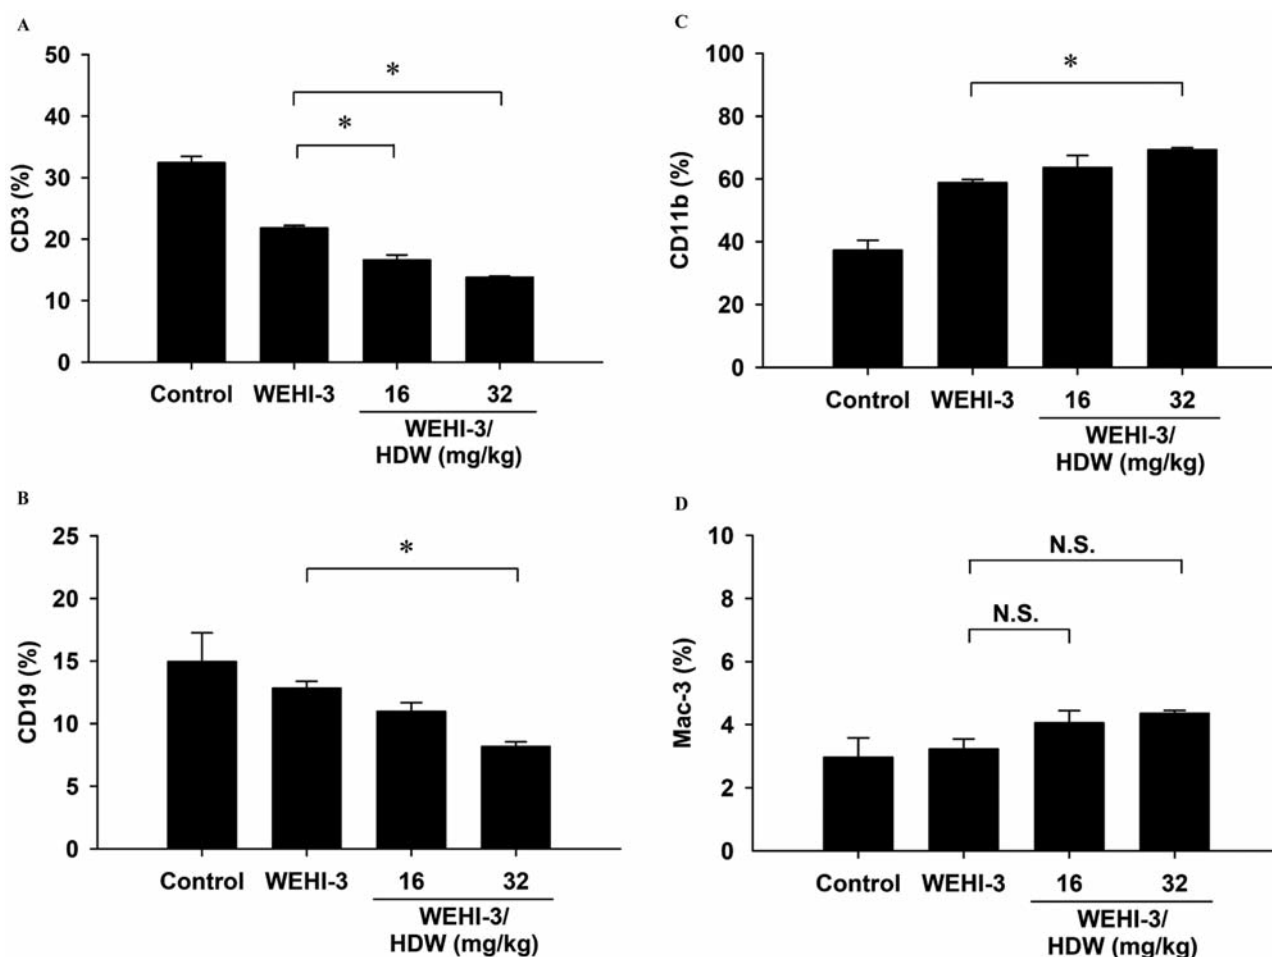 A
50
40
30
20
10
0
CD3 (%)
*
*
Control WEHI-3 16 32
WEHI-3/
HDW (mg/kg)
B
25
20
15
10
5
0
CD19 (%)
*
Control WEHI-3 16 32
WEHI-3/
HDW (mg/kg)
C
100
80
60
40
20
0
CD11b (%)
*
Control WEHI-3 16 32
WEHI-3/
HDW (mg/kg)
D
10
8
6
4
2
0
Mac-3 (%)
N.S.
N.S.
Control WEHI-3 16 32
WEHI-3/
HDW (mg/kg)